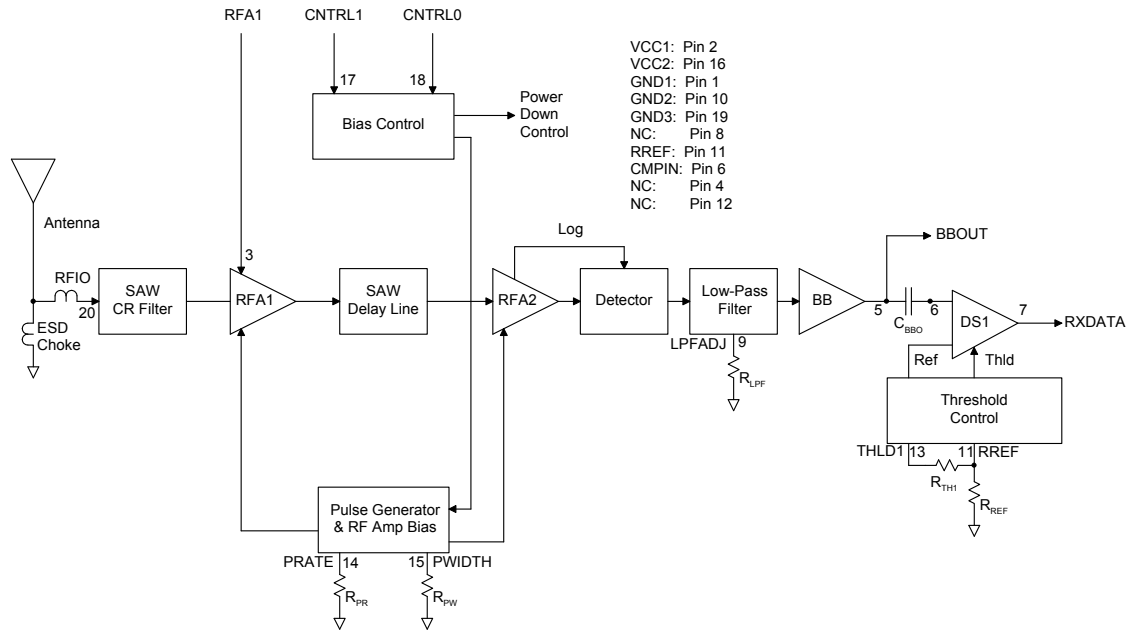 RFA1
CNTRL1
CNTRL0
VCC1: Pin 2
VCC2: Pin 16
GND1: Pin 1
GND2: Pin 10
GND3: Pin 19
NC: Pin 8
RREF: Pin 11
CMPIN: Pin 6
NC: Pin 4
NC: Pin 12
17
18
Bias Control
Power
Down
Control
Antenna
Log
BBOUT
RFIO
20
SAW
CR Filter
3
RFA1
SAW
Delay Line
RFA2
Detector
Low-Pass
Filter
BB
5
CBBO
6
DS1
7
RXDATA
ESD
Choke
LPFADJ
9
RLPF
Ref
Thld
Threshold
Control
THLD1
13
11
RREF
RTH1
RREF
Pulse Generator
& RF Amp Bias
PRATE
14
15
PWIDTH
RPR
RPW